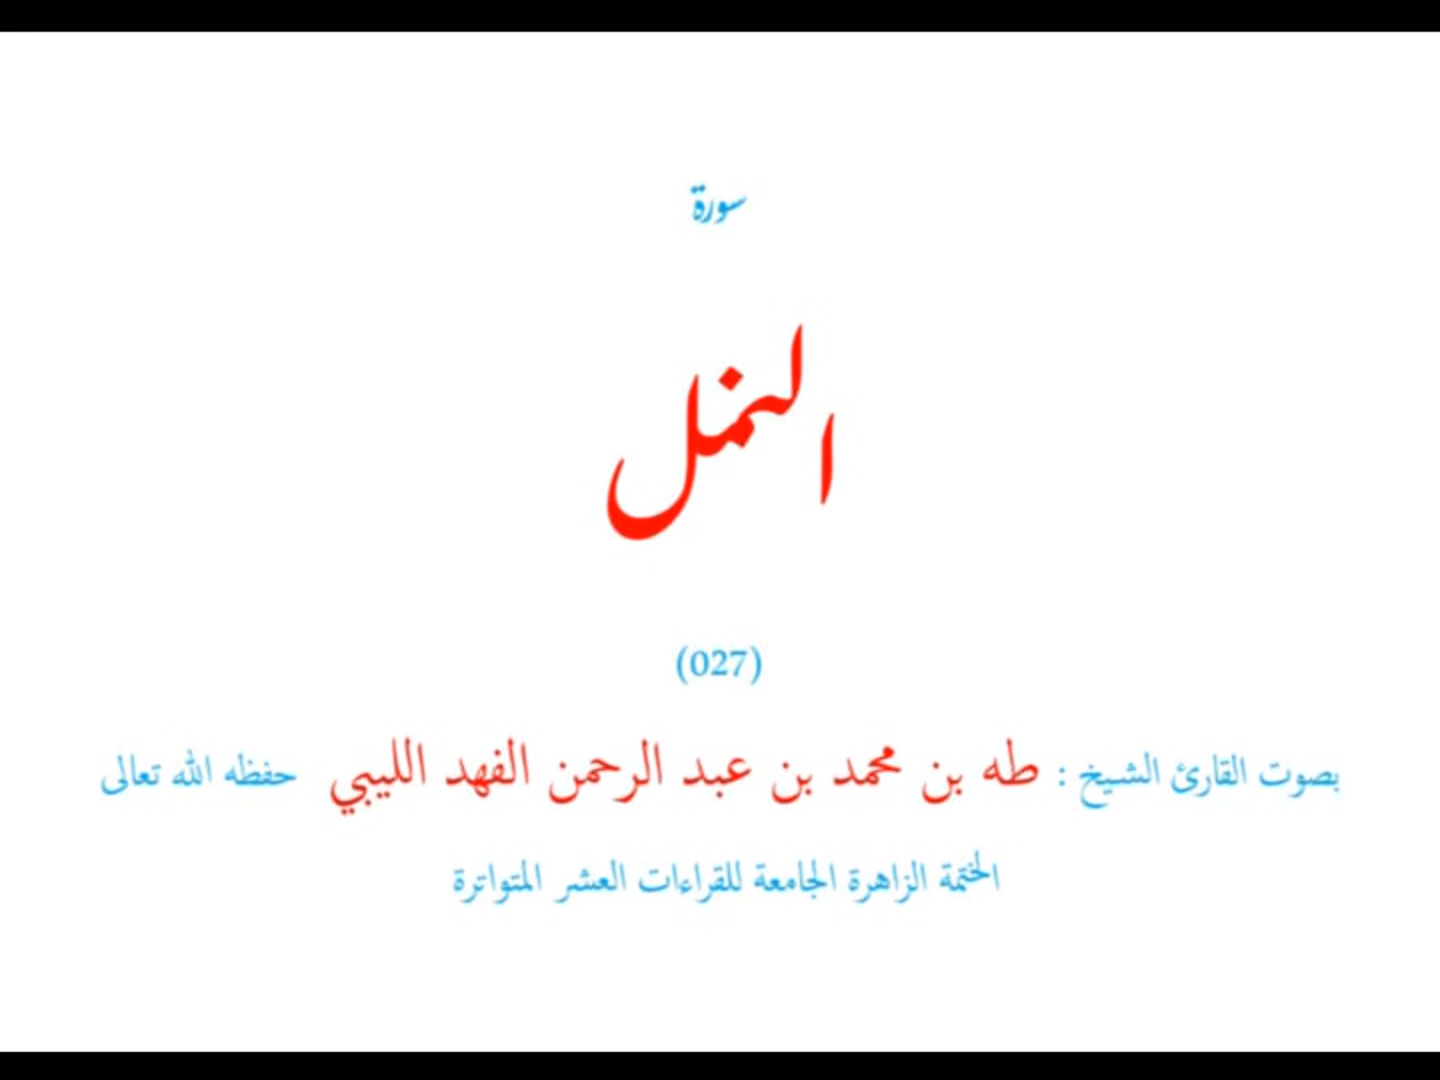 سورة
النمل
(027)
بصوت القارئ الشيخ : طه بن محمد بن عبد الرحمن الفهد الليبي حفظه الله تعالى
الختمة الزاهرة الجامعة للقراءات العشر المتواترة